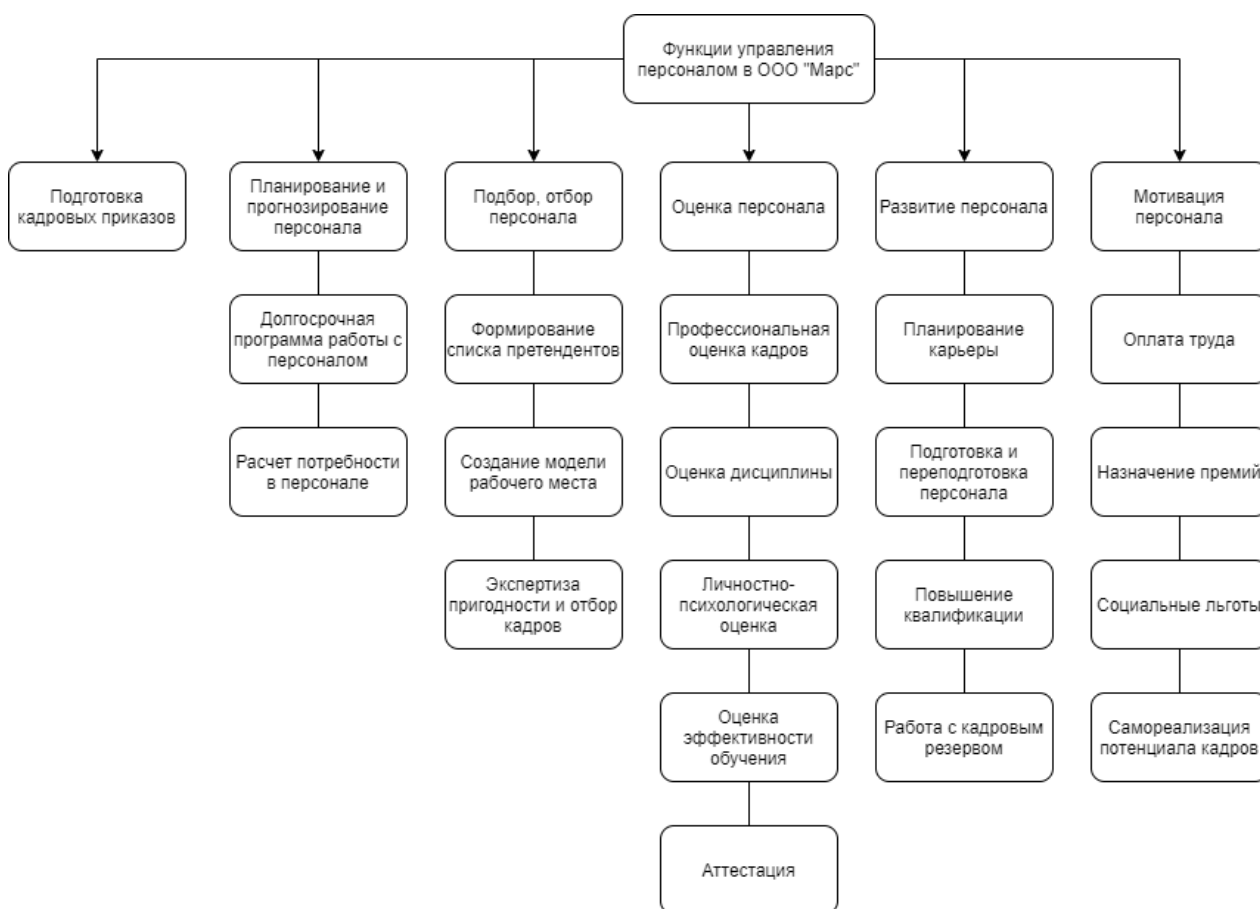 Функции управления
персоналом в ООО "Марс"
Подготовка
кадровых приказов
Планирование и
прогнозирование
персонала
Подбор, отбор
персонала
Оценка персонала
Развитие персонала
Мотивация
персонала
Долгосрочная
программа работы с
персоналом
Формирование
списка претендентов
Профессиональная
оценка кадров
Планирование
карьеры
Оплата труда
Расчет потребности
в персонале
Создание модели
рабочего места
Оценка дисциплины
Подготовка и
переподготовка
персонала
Назначение премий
Экспертиза
пригодности и отбор
кадров
Личностно-
психологическая
оценка
Повышение
квалификации
Социальные льготы
Оценка
эффективности
обучения
Работа с кадровым
резервом
Самореализация
потенциала кадров
Аттестация